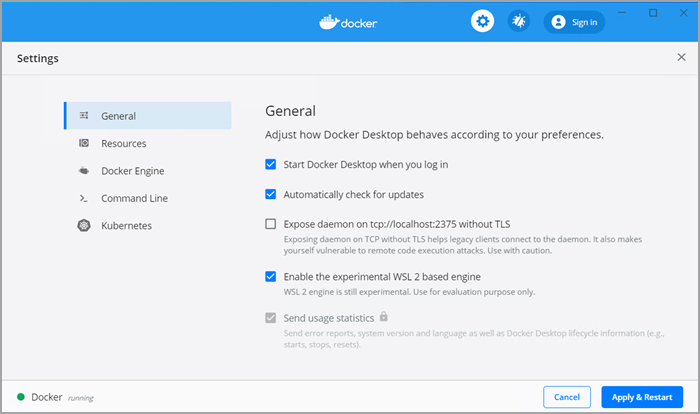 docker
Sign in
Settings
General
Resources
Docker Engine
Command Line
Kubernetes
General
Adjust how Docker Desktop behaves according to your preferences.
Start Docker Desktop when you log in
Automatically check for updates
Expose daemon on tcp://localhost:2375 without TLS
Exposing daemon on TCP without TLS helps legacy clients connect to the daemon. It also makes
yourself vulnerable to remote code execution attacks. Use with caution.
Enable the experimental WSL 2 based engine
WSL 2 engine is still experimental. Use for evaluation purpose only.
Send usage statistics
Send error reports, system version and language as well as Docker Desktop lifecycle information (e.g.,
starts, stops, resets).
Docker running
Cancel
Apply & Restart